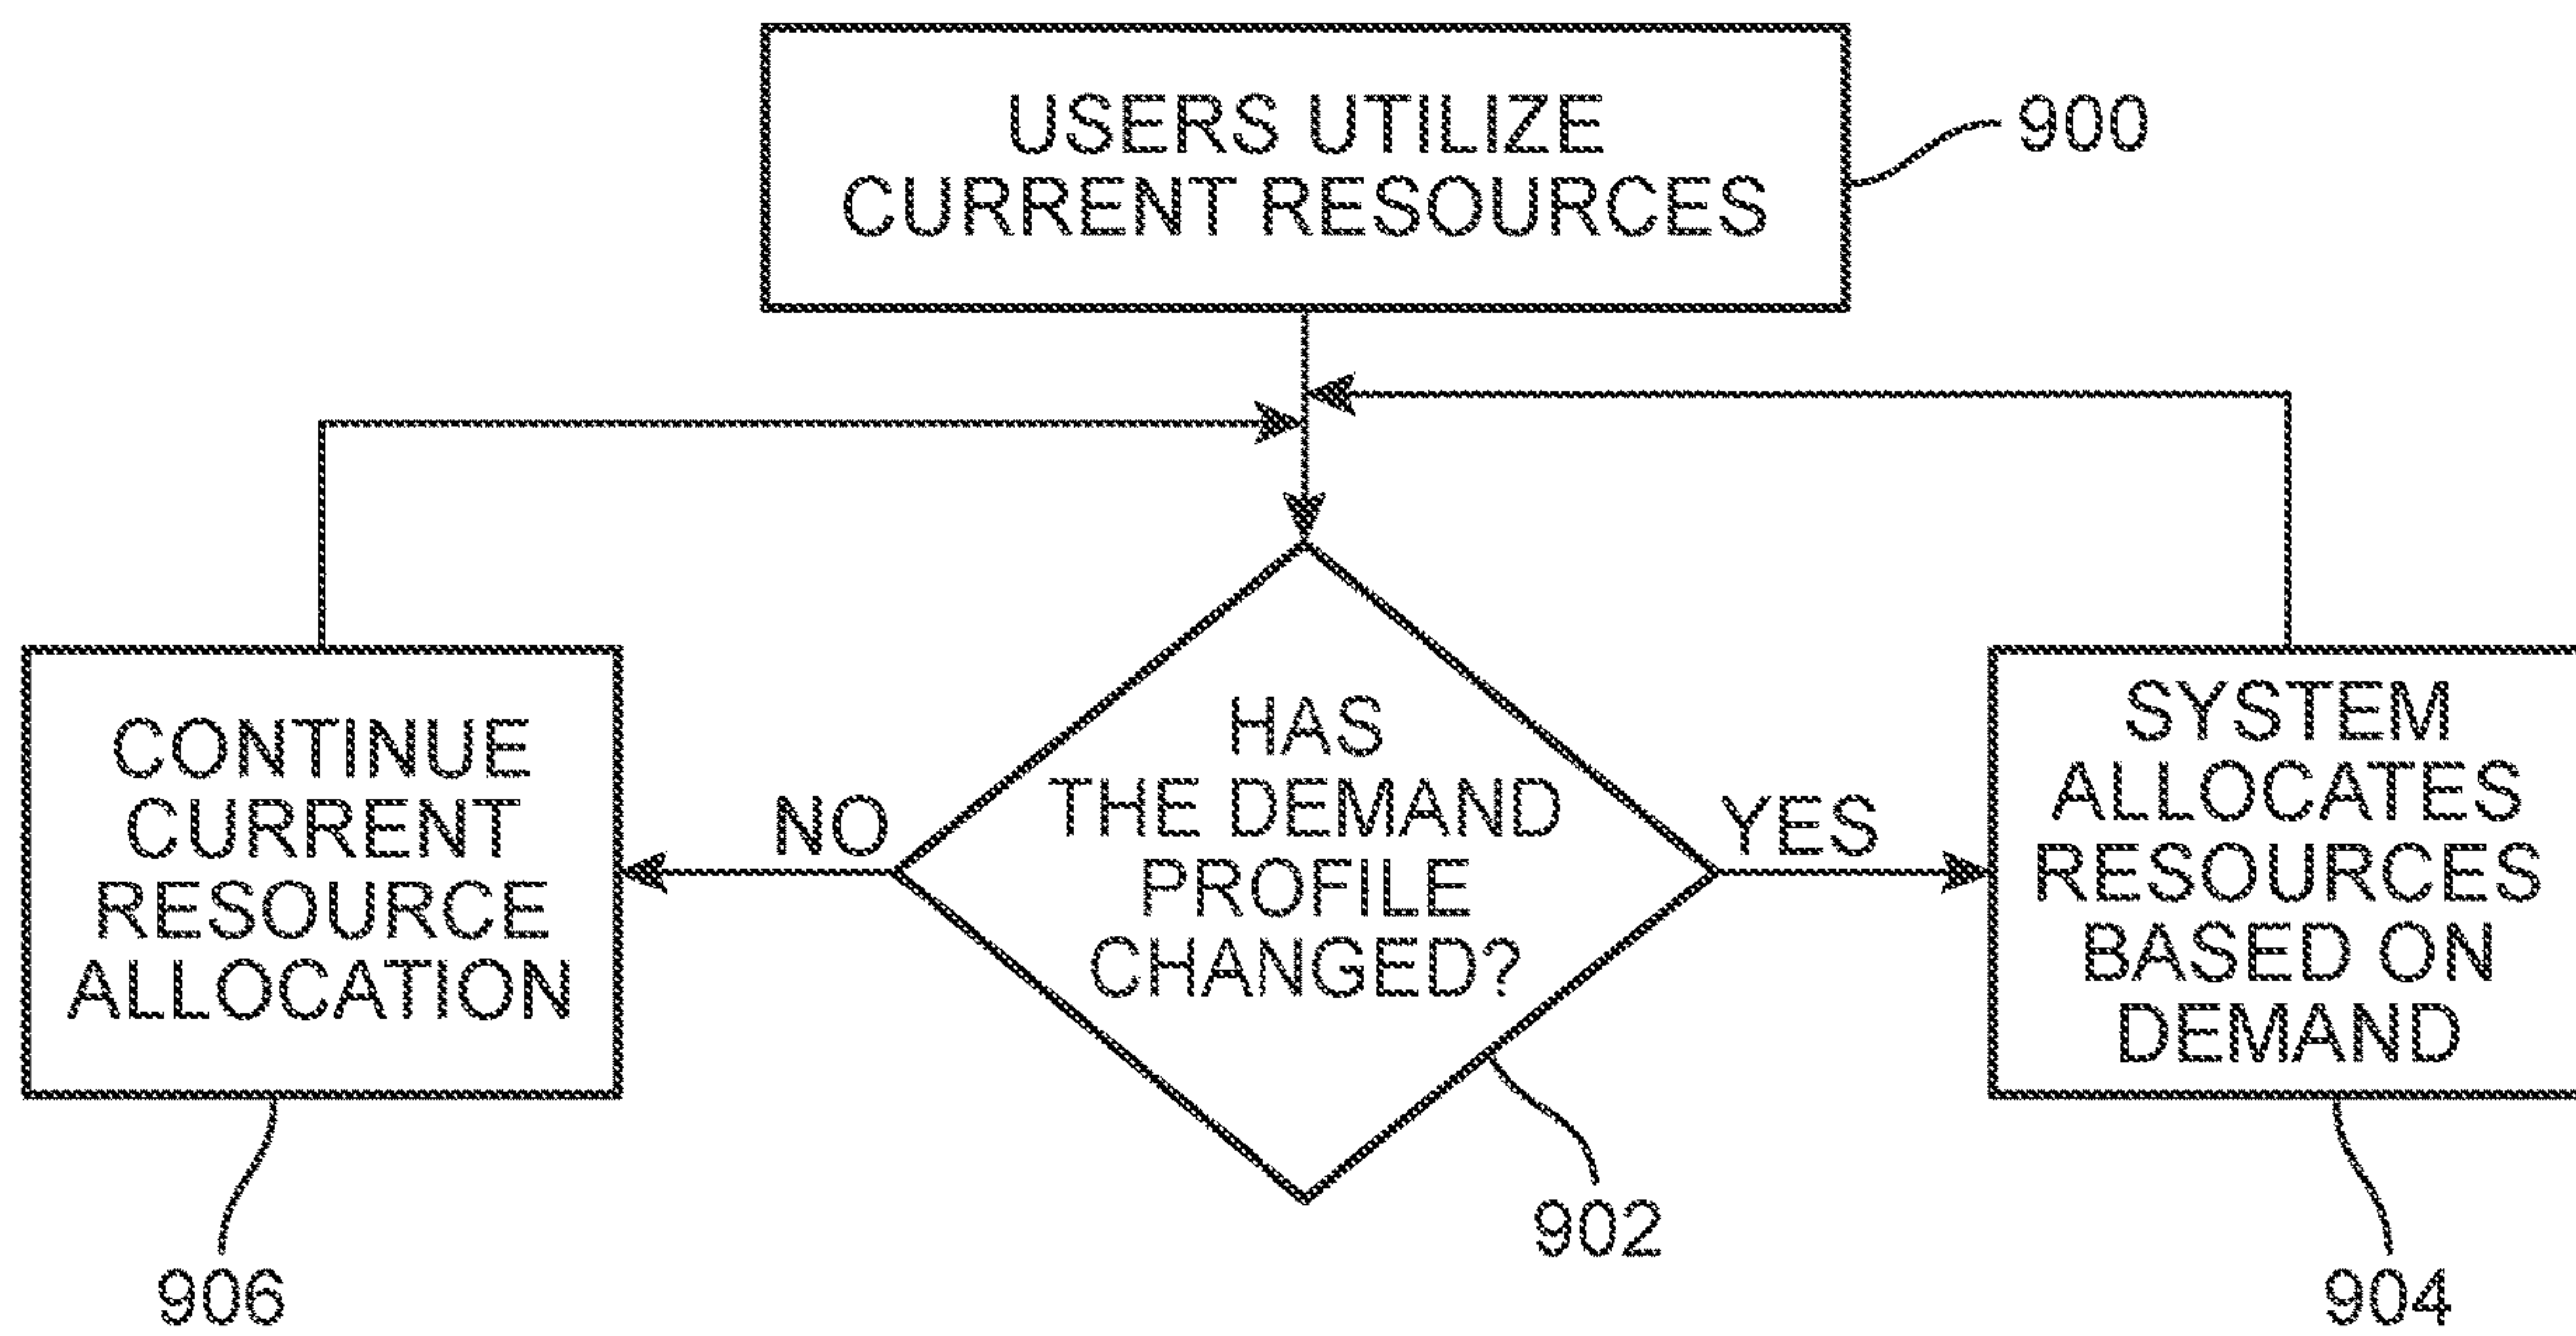 USERS UTILIZE
CURRENT RESOURCES
900
CONTINUE
CURRENT
RESOURCE
ALLOCATION
906
NO
HAS
THE DEMAND
PROFILE
CHANGED?
902
YES
SYSTEM
ALLOCATES
RESOURCES
BASED ON
DEMAND
904